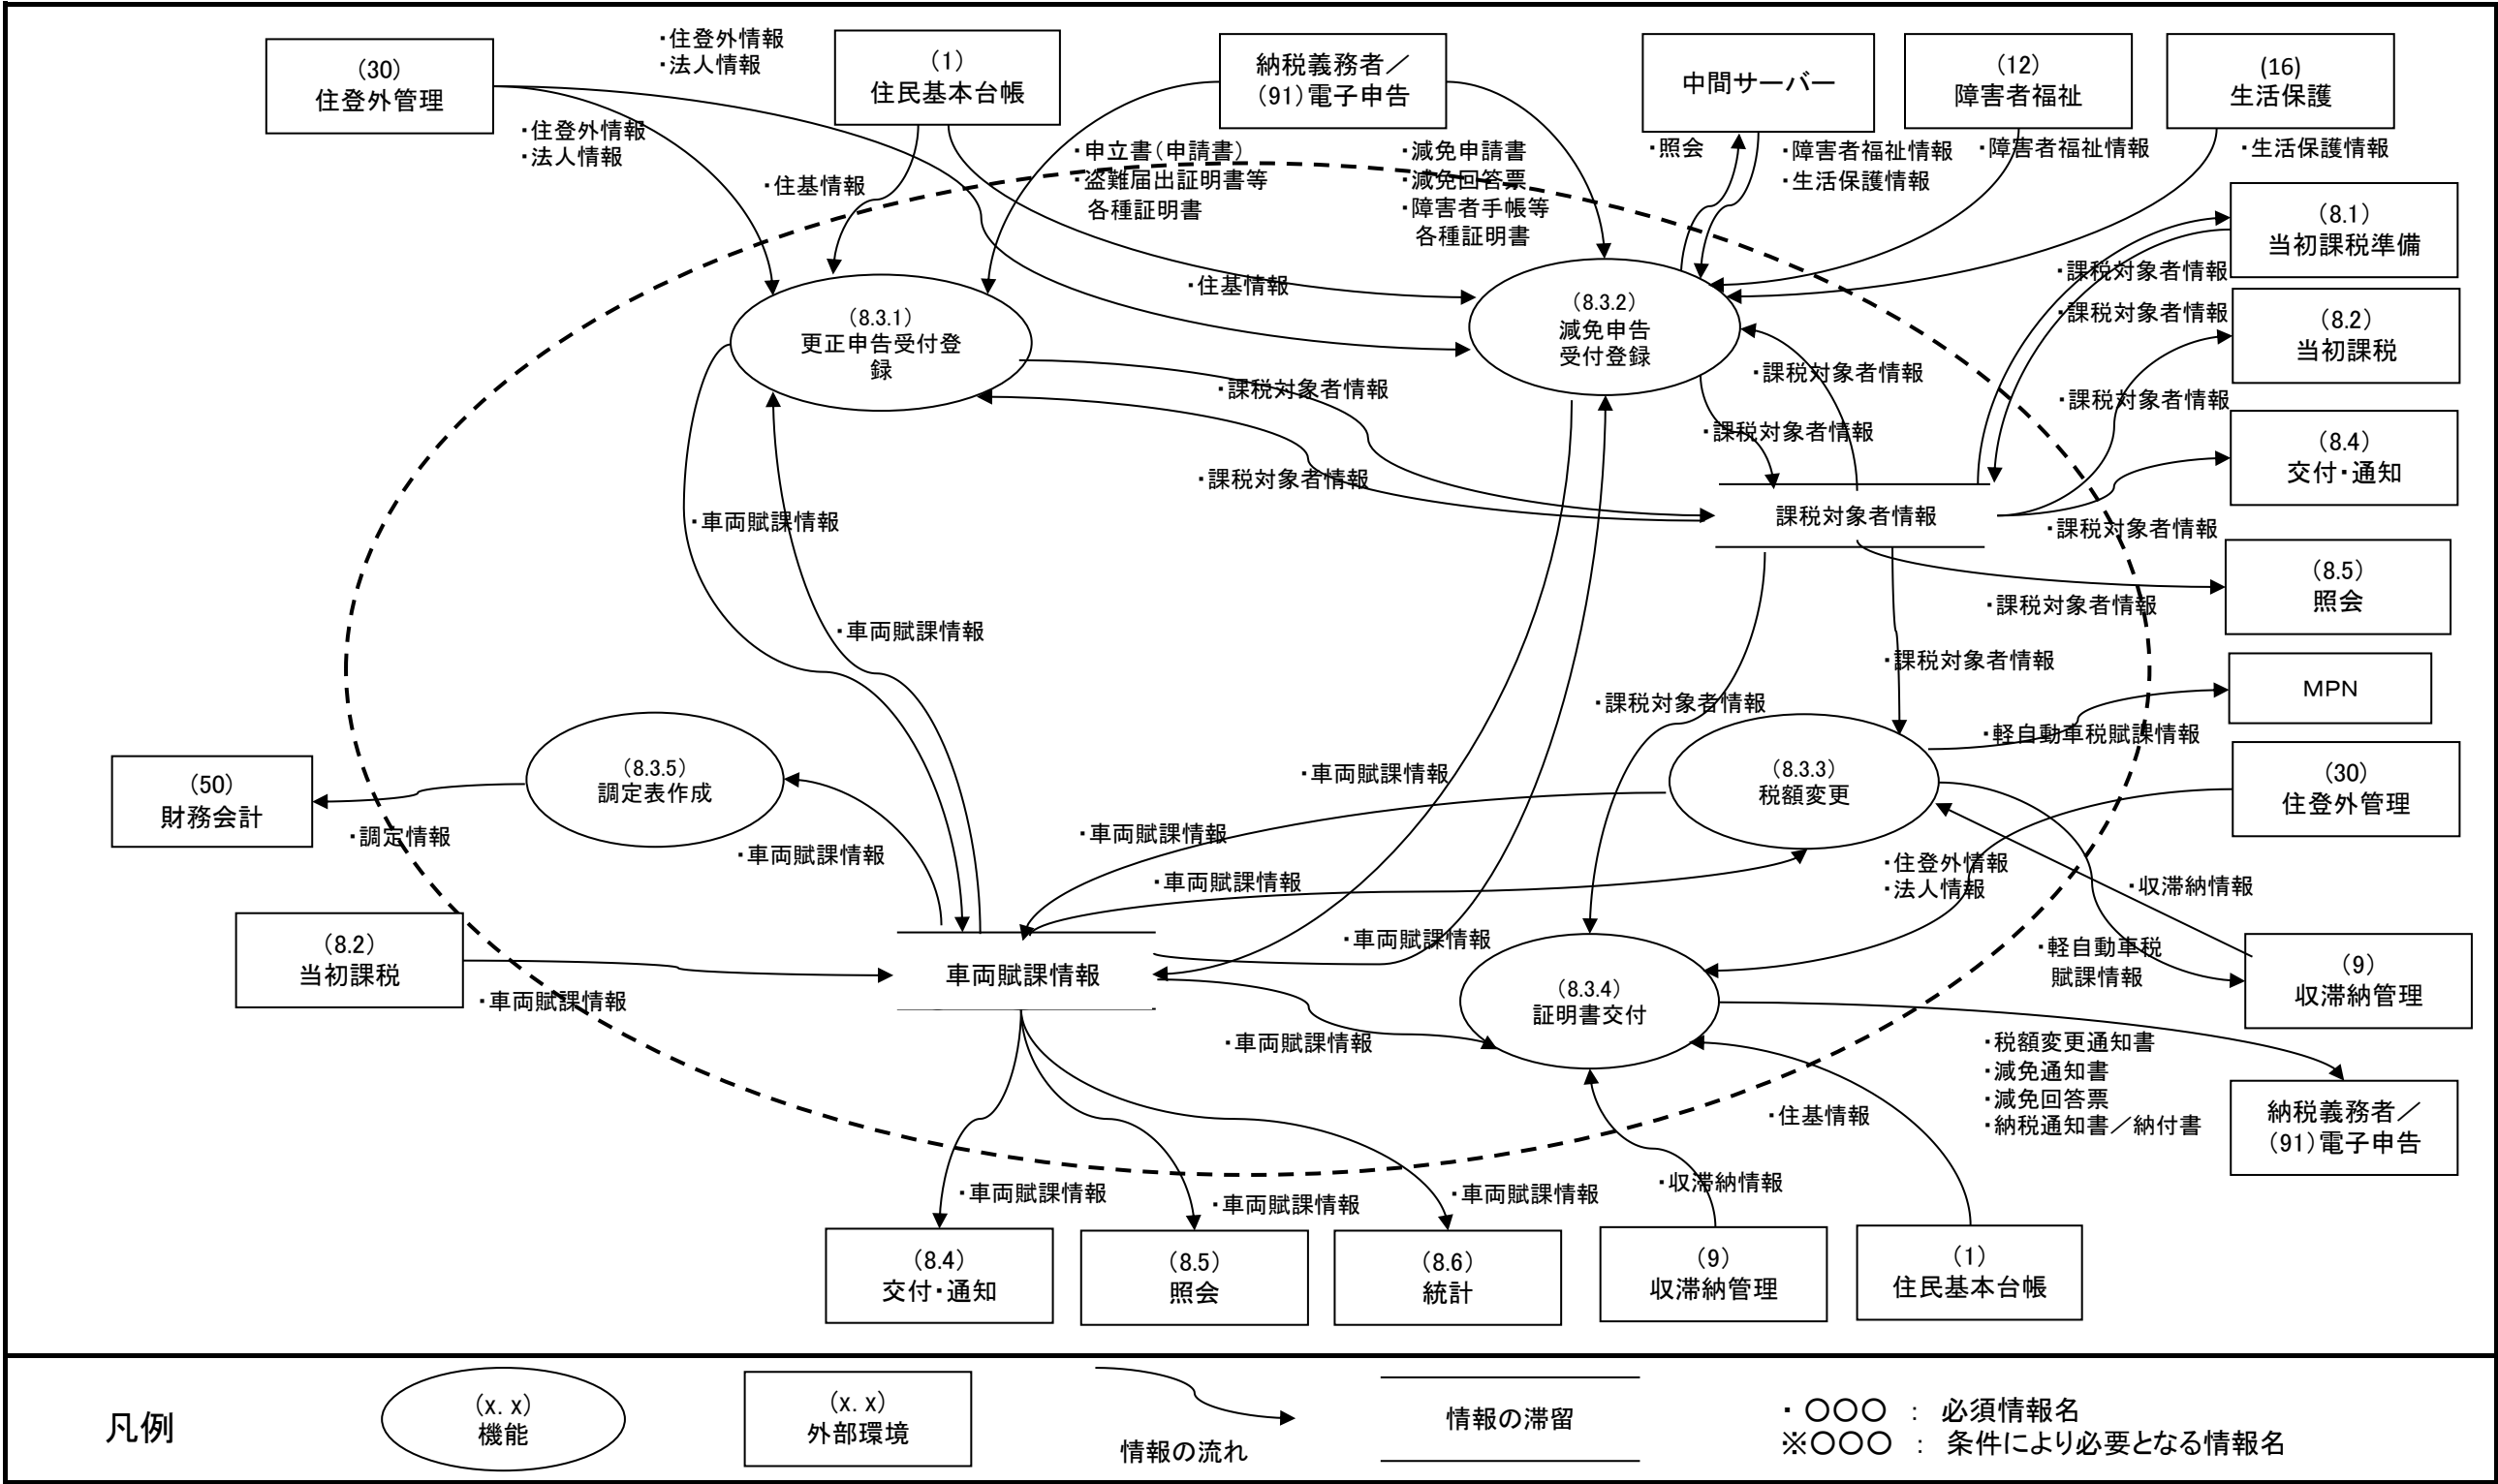 （30）
住登外管理
・住登外情報
・法人情報
（1）
住民基本台帳
納税義務者／
（91）電子申告
中間サーバー
（12）
障害者福祉
（16）
生活保護
・住登外情報
・法人情報
・住基情報
・申立書（申請書）
・盗難届出証明書等
各種証明書
・減免申請書
・減免回答票
・障害者手帳等
各種証明書
・照会
・障害者福祉情報
・生活保護情報
・障害者福祉情報
・生活保護情報
（8.1）
当初課税準備
・課税対象者情報
・住基情報
（8.3.1）
更正申告受付登
録
（8.3.2）
減免申告
受付登録
・課税対象者情報
（8.2）
当初課税
・課税対象者情報
・課税対象者情報
・課税対象者情報
・課税対象者情報
（8.4）
交付・通知
・課税対象者情報
・車両賦課情報
課税対象者情報
・課税対象者情報
（8.5）
照会
・課税対象者情報
・車両賦課情報
・課税対象者情報
MPN
・課税対象者情報
・軽自動車税賦課情報
（8.3.5）
調定表作成
（50）
財務会計
・調定情報
・車両賦課情報
・車両賦課情報
（8.3.3）
税額変更
（30）
住登外管理
・車両賦課情報
・車両賦課情報
・住登外情報
・法人情報
・収滞納情報
（8.2）
当初課税
・車両賦課情報
車両賦課情報
・車両賦課情報
・軽自動車税
賦課情報
（9）
収滞納管理
（8.3.4）
証明書交付
・車両賦課情報
・税額変更通知書
・減免通知書
・減免回答票
・納税通知書／納付書
納税義務者／
（91）電子申告
・住基情報
・収滞納情報
・車両賦課情報
・車両賦課情報
・車両賦課情報
（8.4）
交付・通知
（8.5）
照会
（8.6）
統計
（9）
収滞納管理
（1）
住民基本台帳
凡例
（x. x）
機能
（x. x）
外部環境
情報の流れ
情報の滞留
・ 〇〇〇 ： 必須情報名
※〇〇〇 ： 条件により必要となる情報名